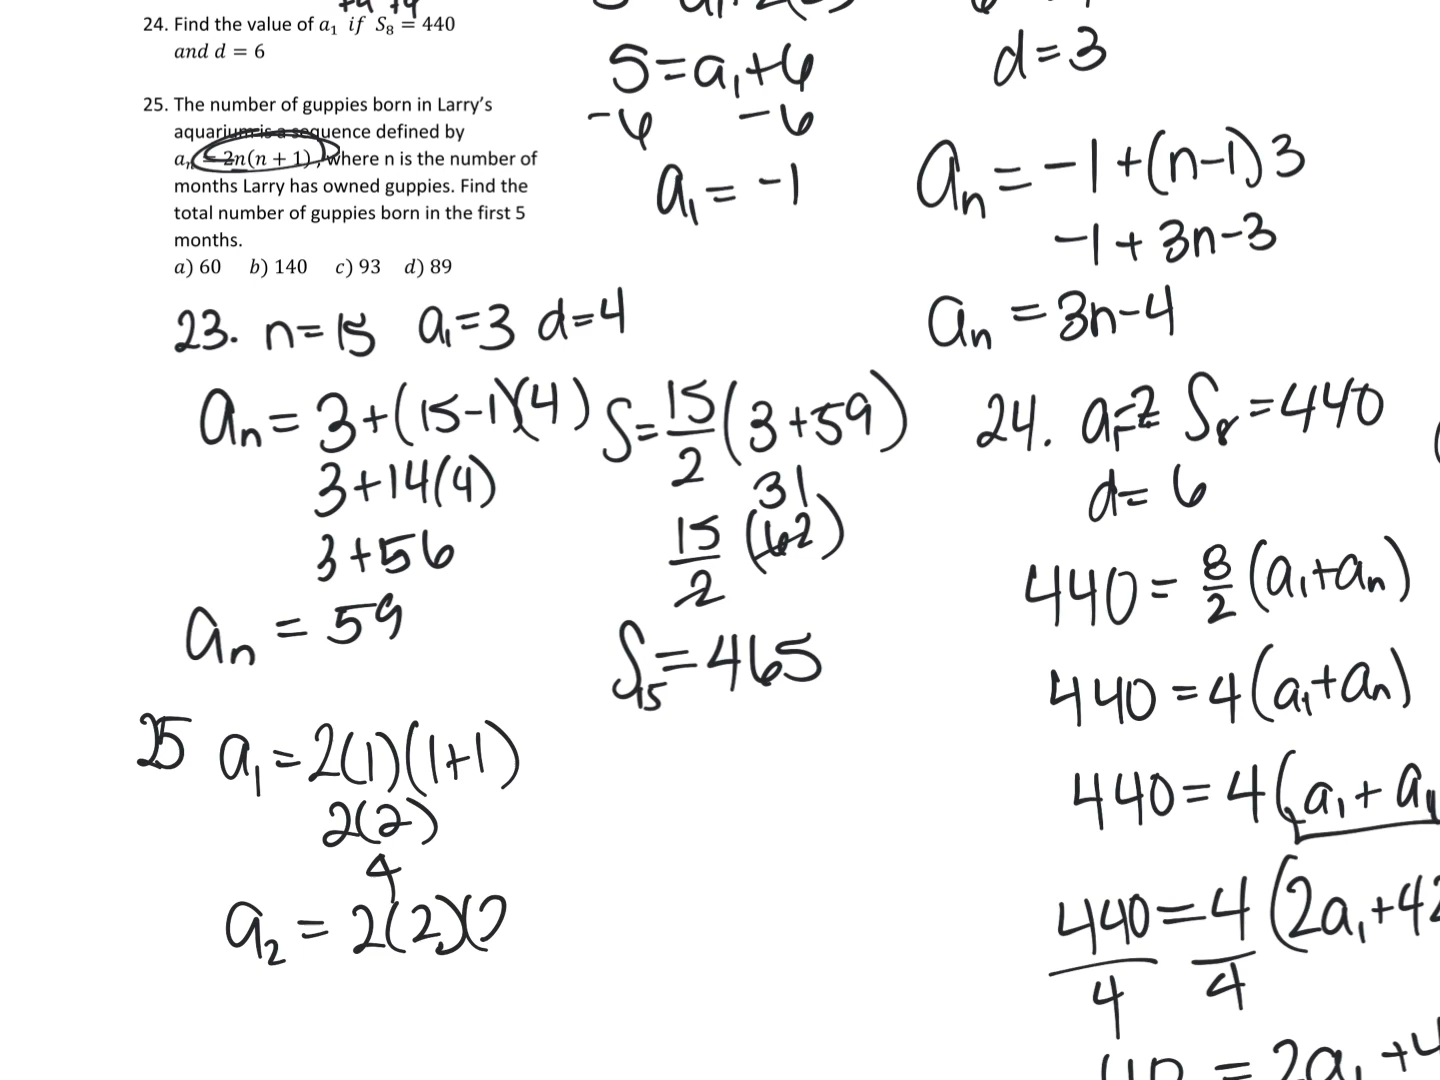 24. Find the value of a₁ if S₈ = 440
and d = 6
25. The number of guppies born in Larry's
aquarium is a sequence defined by
aₙ = 2n(n + 1), where n is the number of
months Larry has owned guppies. Find the
total number of guppies born in the first 5
months.
a) 60 b) 140 c) 93 d) 89
5=a₁+6
-6 -6
a₁=-1
d=3
aₙ=-1+(n-1)3
-1+3n-3
aₙ=3n-4
23. n=15 a₁=3 d=4
aₙ=3+(15-1)(4)
3+14(4)
3+56
aₙ=59
S=15/2(3+59)
31
15/2(62)
S₁₅=465
24. a₁=? S₈=440
d=6
440=8/2(a₁+aₙ)
440=4(a₁+aₙ)
440=4(a₁+a
440=4(2a₁+42
4 4
=2a₁+4
25 a₁=2(1)(1+1)
2(2)
4
a₂=2(2)(